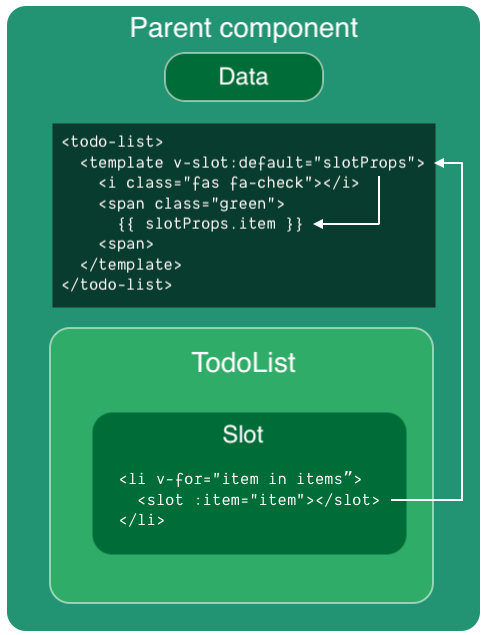 Parent component
Data
<todo-list>
  <template v-slot:default="slotProps">
    <i class="fas fa-check"></i>
    <span class="green">
      {{ slotProps.item }}
    <span>
  </template>
</todo-list>
TodoList
Slot
<li v-for="item in items”>
  <slot :item="item"></slot>
</li>